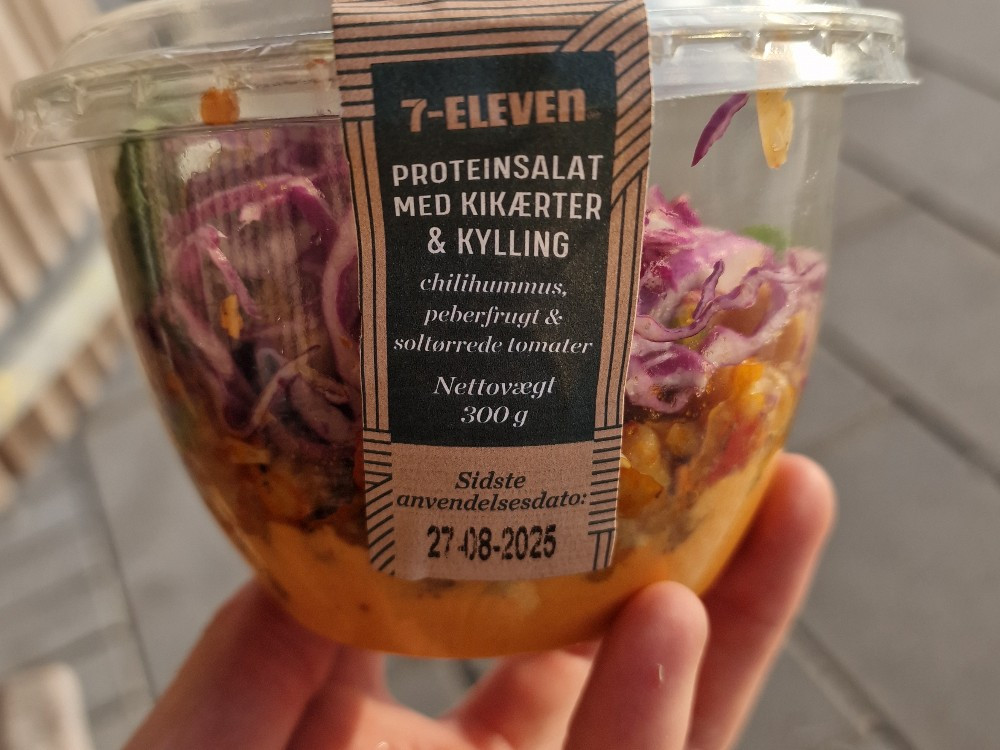 7-ELEVEN
PROTEINSALAT
MED KIKÆRTER
& KYLLING
chilihummus,
peberfrugt &
soltørrede tomater
Nettovægt
300 g
Sidste
anvendelsesdato:
27-08-2025